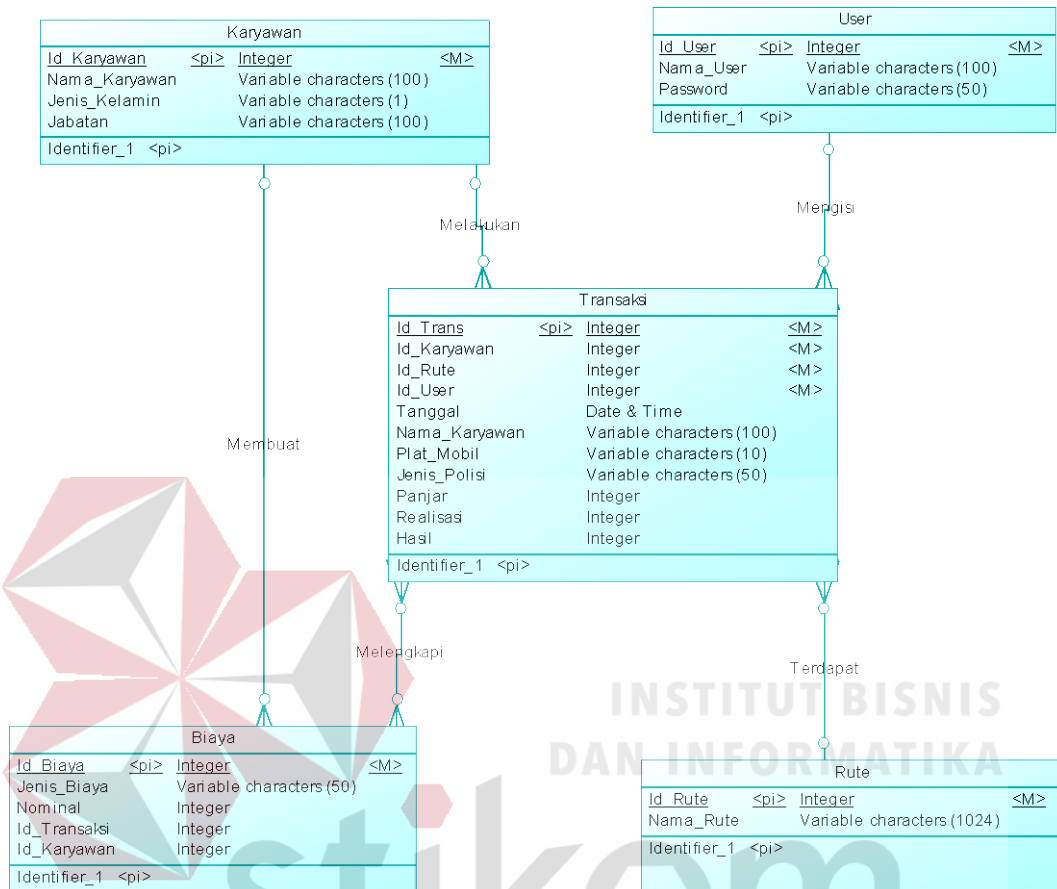 Karyawan
Id_Karyawan <pi> Integer <M>
Nama_Karyawan Variable characters (100)
Jenis_Kelamin Variable characters (1)
Jabatan Variable characters (100)
Identifier_1 <pi>
User
Id_User <pi> Integer <M>
Nama_User Variable characters (100)
Password Variable characters (50)
Identifier_1 <pi>
Melakukan
Mengisi
Transaksi
Id_Trans <pi> Integer <M>
Id_Karyawan Integer <M>
Id_Rute Integer <M>
Id_User Integer <M>
Tanggal Date & Time
Nama_Karyawan Variable characters (100)
Plat_Mobil Variable characters (10)
Jenis_Polisi Variable characters (50)
Panjar Integer
Realisasi Integer
Hasil Integer
Identifier_1 <pi>
Membuat
Melengkapi
Terdapat
INSTITUT BISNIS
DAN INFORMATIKA
stikom
Biaya
Id_Biaya <pi> Integer <M>
Jenis_Biaya Variable characters (50)
Nominal Integer
Id_Transaksi Integer
Id_Karyawan Integer
Identifier_1 <pi>
Rute
Id_Rute <pi> Integer <M>
Nama_Rute Variable characters (1024)
Identifier_1 <pi>